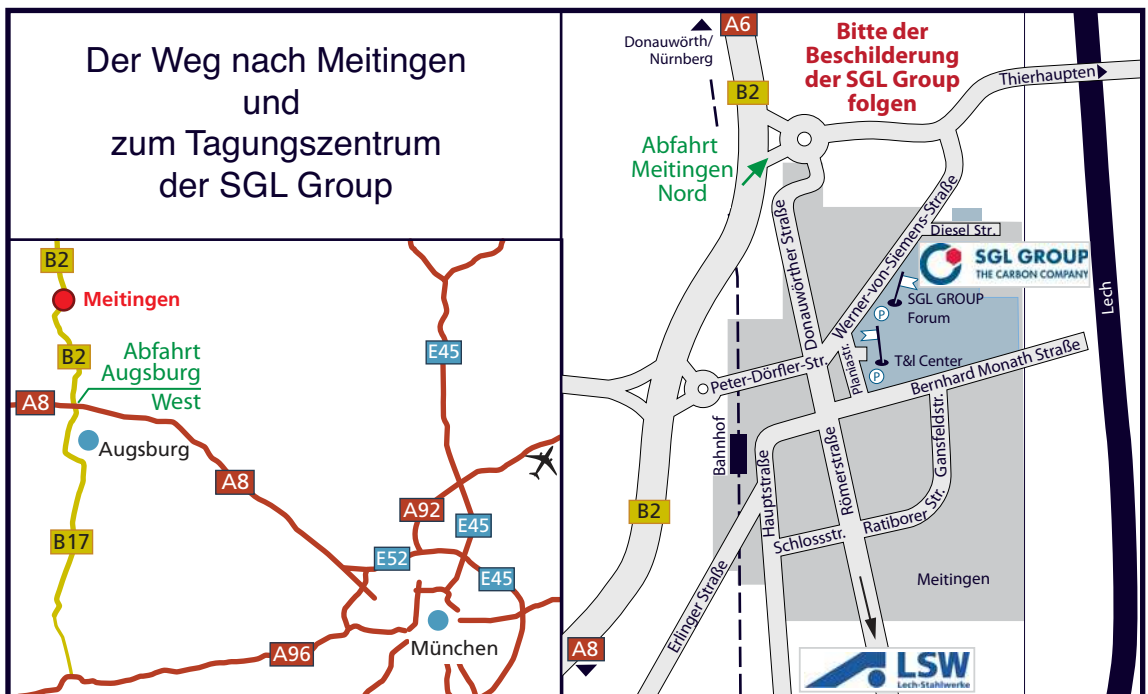 Der Weg nach Meitingen
und
zum Tagungszentrum
der SGL Group
B2
Meitingen
B2
Abfahrt
Augsburg
West
A8
Augsburg
A8
B17
E45
A92
E45
E52
E45
München
A96
A6
Donauwörth/
Nürnberg
B2
Bitte der
Beschilderung
der SGL Group
folgen
Thierhaupten
Abfahrt
Meitingen
Nord
Donauwörther Straße
Werner-von-Siemens-Straße
Diesel Str.
SGL GROUP
THE CARBON COMPANY
Lech
SGL GROUP
Forum
P
T&I Center
P
Planiastr.
Peter-Dörfler-Str.
Bernhard Monath Straße
Bahnhof
Hauptstraße
Römerstraße
Gansfeldstr.
B2
Schlossstr.
Ratiborer Str.
Erlinger Straße
Meitingen
A8
LSW
Lech-Stahlwerke